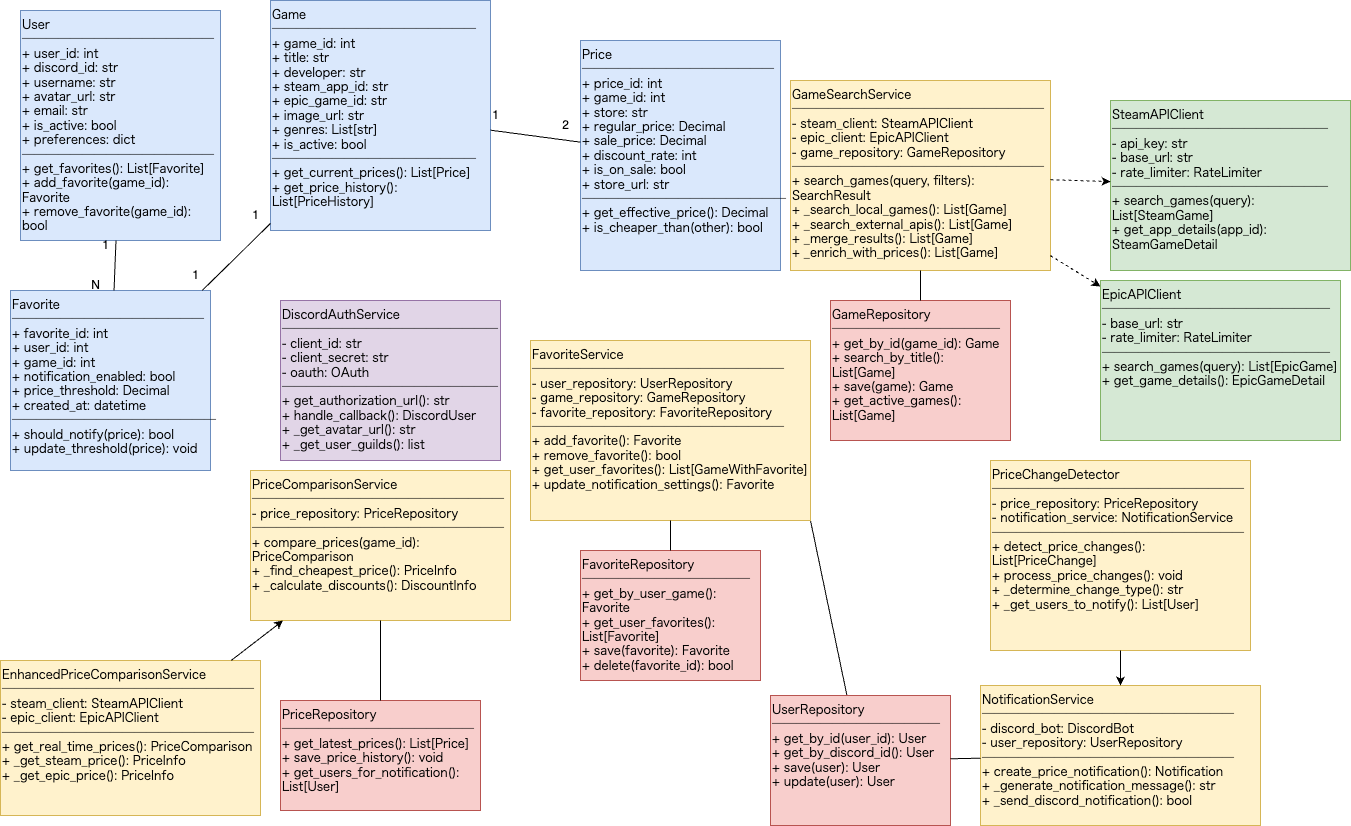 User
+ user_id: int
+ discord_id: str
+ username: str
+ avatar_url: str
+ email: str
+ is_active: bool
+ preferences: dict
+ get_favorites(): List[Favorite]
+ add_favorite(game_id):
Favorite
+ remove_favorite(game_id):
bool
1
N
Game
+ game_id: int
+ title: str
+ developer: str
+ steam_app_id: str
+ epic_game_id: str
+ image_url: str
+ genres: List[str]
+ is_active: bool
+ get_current_prices(): List[Price]
+ get_price_history():
List[PriceHistory]
1
1
1
2
Price
+ price_id: int
+ game_id: int
+ store: str
+ regular_price: Decimal
+ sale_price: Decimal
+ discount_rate: int
+ is_on_sale: bool
+ store_url: str
+ get_effective_price(): Decimal
+ is_cheaper_than(other): bool
GameSearchService
- steam_client: SteamAPIClient
- epic_client: EpicAPIClient
- game_repository: GameRepository
+ search_games(query, filters):
SearchResult
+ _search_local_games(): List[Game]
+ _search_external_apis(): List[Game]
+ _merge_results(): List[Game]
+ _enrich_with_prices(): List[Game]
SteamAPIClient
- api_key: str
- base_url: str
- rate_limiter: RateLimiter
+ search_games(query):
List[SteamGame]
+ get_app_details(app_id):
SteamGameDetail
EpicAPIClient
- base_url: str
- rate_limiter: RateLimiter
+ search_games(query): List[EpicGame]
+ get_game_details(): EpicGameDetail
Favorite
+ favorite_id: int
+ user_id: int
+ game_id: int
+ notification_enabled: bool
+ price_threshold: Decimal
+ created_at: datetime
+ should_notify(price): bool
+ update_threshold(price): void
DiscordAuthService
- client_id: str
- client_secret: str
- oauth: OAuth
+ get_authorization_url(): str
+ handle_callback(): DiscordUser
+ _get_avatar_url(): str
+ _get_user_guilds(): list
FavoriteService
- user_repository: UserRepository
- game_repository: GameRepository
- favorite_repository: FavoriteRepository
+ add_favorite(): Favorite
+ remove_favorite(): bool
+ get_user_favorites(): List[GameWithFavorite]
+ update_notification_settings(): Favorite
GameRepository
+ get_by_id(game_id): Game
+ search_by_title():
List[Game]
+ save(game): Game
+ get_active_games():
List[Game]
PriceComparisonService
- price_repository: PriceRepository
+ compare_prices(game_id):
PriceComparison
+ _find_cheapest_price(): PriceInfo
+ _calculate_discounts(): DiscountInfo
FavoriteRepository
+ get_by_user_game():
Favorite
+ get_user_favorites():
List[Favorite]
+ save(favorite): Favorite
+ delete(favorite_id): bool
PriceChangeDetector
- price_repository: PriceRepository
- notification_service: NotificationService
+ detect_price_changes():
List[PriceChange]
+ process_price_changes(): void
+ _determine_change_type(): str
+ _get_users_to_notify(): List[User]
EnhancedPriceComparisonService
- steam_client: SteamAPIClient
- epic_client: EpicAPIClient
+ get_real_time_prices(): PriceComparison
+ _get_steam_price(): PriceInfo
+ _get_epic_price(): PriceInfo
PriceRepository
+ get_latest_prices(): List[Price]
+ save_price_history(): void
+ get_users_for_notification():
List[User]
UserRepository
+ get_by_id(user_id): User
+ get_by_discord_id(): User
+ save(user): User
+ update(user): User
NotificationService
- discord_bot: DiscordBot
- user_repository: UserRepository
+ create_price_notification(): Notification
+ _generate_notification_message(): str
+ _send_discord_notification(): bool